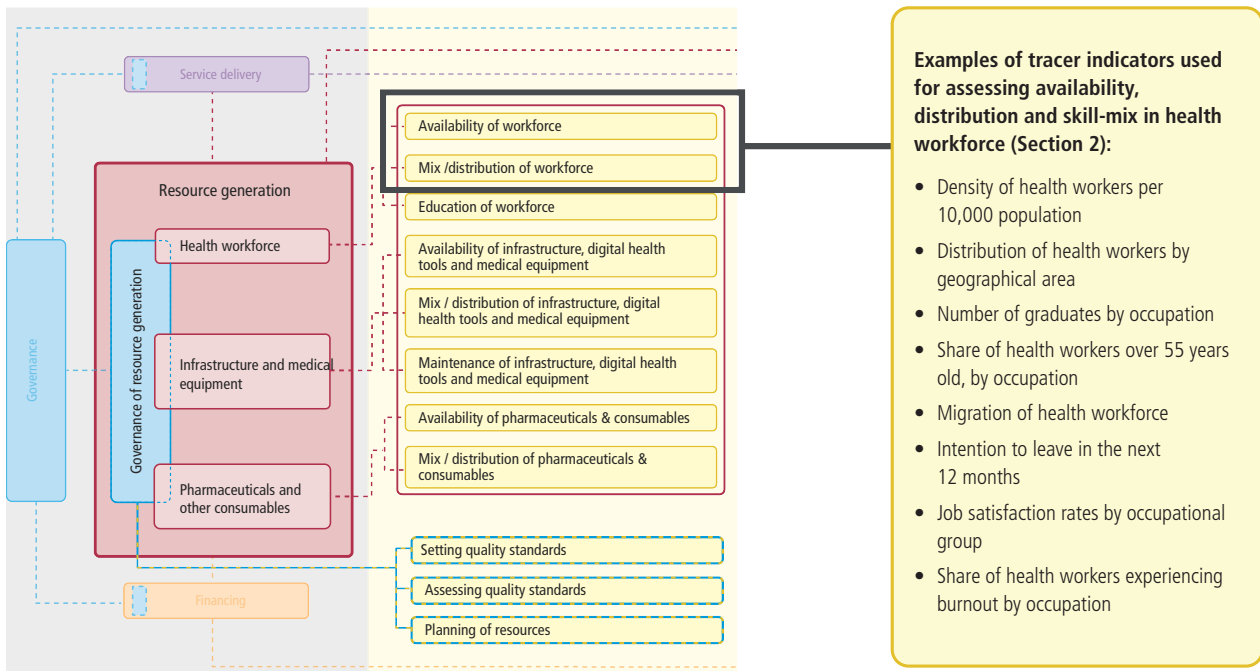 Service delivery
Resource generation
Governance
Governance of resource generation
Health workforce
Infrastructure and medical
equipment
Pharmaceuticals and
other consumables
Financing
Availability of workforce
Mix /distribution of workforce
Education of workforce
Availability of infrastructure, digital health
tools and medical equipment
Mix / distribution of infrastructure, digital
health tools and medical equipment
Maintenance of infrastructure, digital health
tools and medical equipment
Availability of pharmaceuticals & consumables
Mix / distribution of pharmaceuticals &
consumables
Setting quality standards
Assessing quality standards
Planning of resources
Examples of tracer indicators used
for assessing availability,
distribution and skill-mix in health
workforce (Section 2):
• Density of health workers per
10,000 population
• Distribution of health workers by
geographical area
• Number of graduates by occupation
• Share of health workers over 55 years
old, by occupation
• Migration of health workforce
• Intention to leave in the next
12 months
• Job satisfaction rates by occupational
group
• Share of health workers experiencing
burnout by occupation